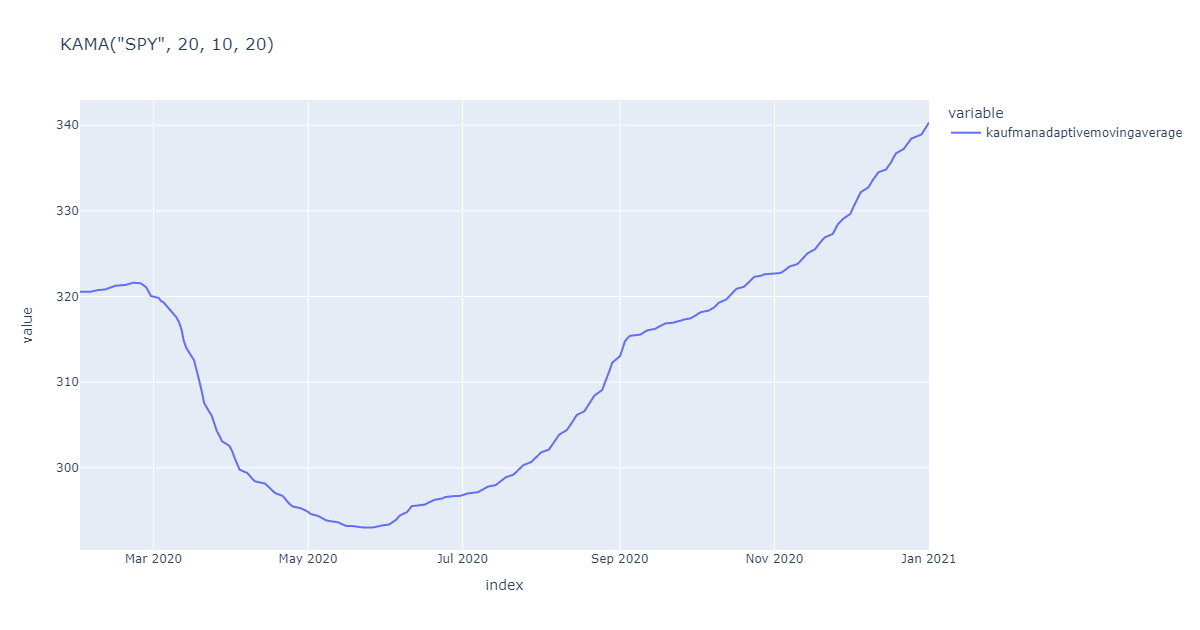 KAMA("SPY", 20, 10, 20)
variable
kaufmanadaptivemovingaverage
value
340
330
320
310
300
Mar 2020
May 2020
Jul 2020
Sep 2020
Nov 2020
Jan 2021
index